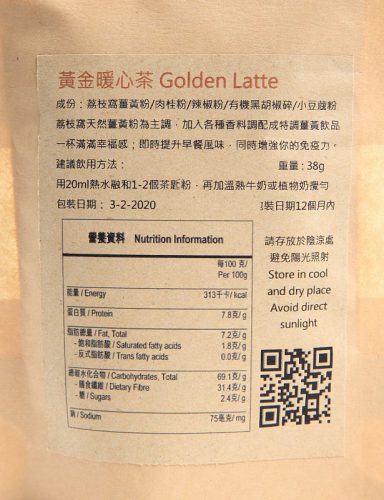 黃金暖心茶 Golden Latte
成份：荔枝窩薑黃粉/肉桂粉/辣椒粉/有機黑胡椒碎/小豆蔻粉
荔枝窩天然薑黃粉為主調，加入各種香料調配成特調薑黃飲品
一杯滿滿幸福感；即時提升早餐風味，同時增強你的免疫力。
建議飲用方法： 重量：38g
用20ml熱水融和1-2個茶匙粉，再加溫熱牛奶或植物奶攪勻
包裝日期： 3-2-2020 裝日期12個月內
營養資料 Nutrition Information
每100 克/
Per 100g
能量 / Energy 313千卡/ kcal
蛋白質 / Protein 7.8克/ g
脂肪總量 / Fat, Total 7.2克/ g
- 飽和脂肪酸 / Saturated fatty acids 1.8克/ g
- 反式脂肪酸 / Trans fatty acids 0.0克/ g
總碳水化合物 / Carbohydrates, Total 69.1克/ g
- 膳食纖維 / Dietary Fibre 31.4克/ g
- 糖 / Sugars 2.4克/ g
鈉 / Sodium 75毫克/ mg
請存放於陰涼處
避免陽光照射
Store in cool
and dry place
Avoid direct
sunlight